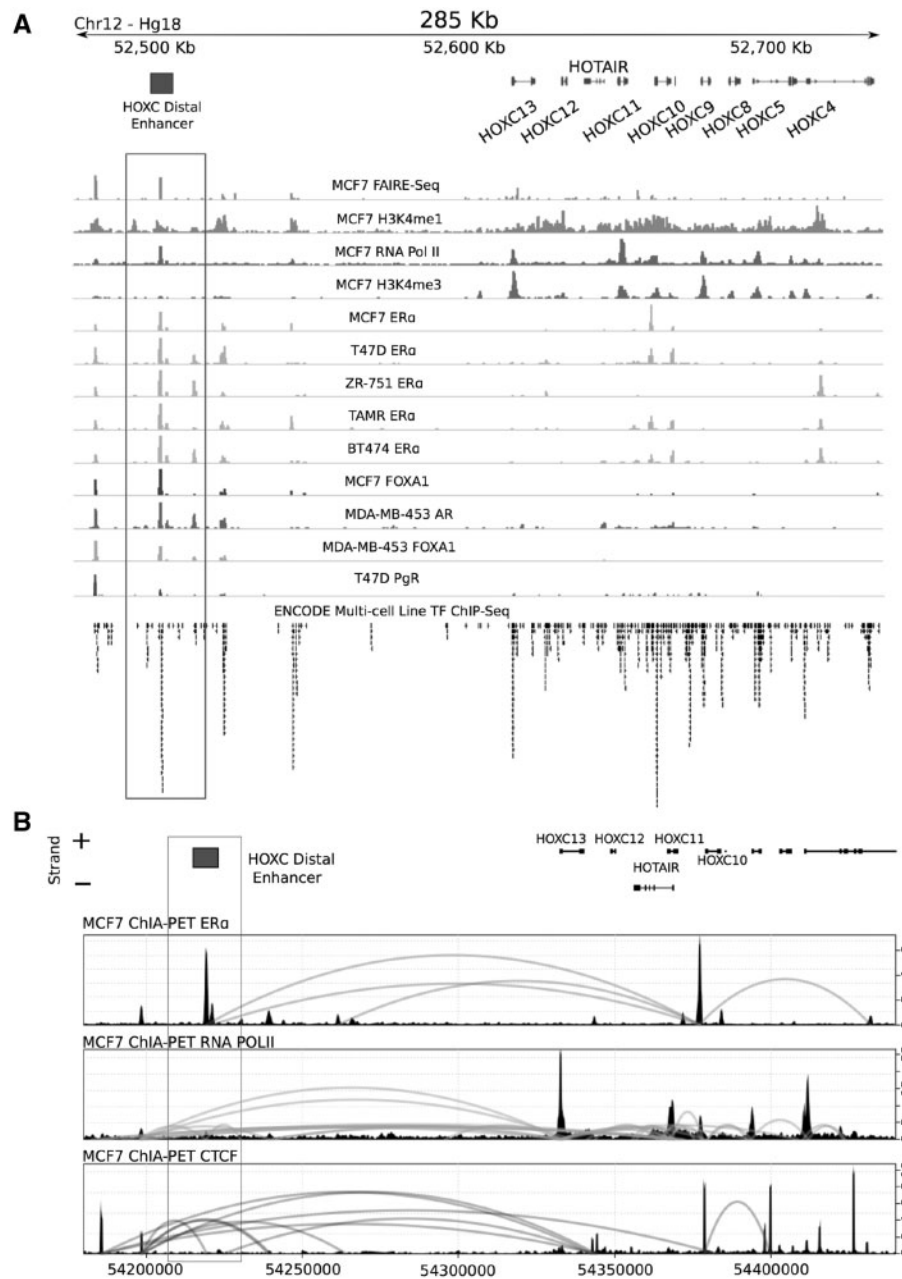 A
Chr12 - Hg18
285 Kb
52,500 Kb 52,600 Kb 52,700 Kb
HOTAIR
HOXC Distal
Enhancer
HOXC13 HOXC12 HOXC11 HOXC10 HOXC9 HOXC8 HOXC5 HOXC4
MCF7 FAIRE-Seq
MCF7 H3K4me1
MCF7 RNA Pol II
MCF7 H3K4me3
MCF7 ERα
T47D ERα
ZR-751 ERα
TAMR ERα
BT474 ERα
MCF7 FOXA1
MDA-MB-453 AR
MDA-MB-453 FOXA1
T47D PgR
ENCODE Multi-cell Line TF ChIP-Seq
B
Strand
+
−
HOXC Distal
Enhancer
HOXC13 HOXC12 HOXC11
HOXC10
HOTAIR
MCF7 ChIA-PET ERα
MCF7 ChIA-PET RNA POLII
MCF7 ChIA-PET CTCF
54200000 54250000 54300000 54350000 54400000